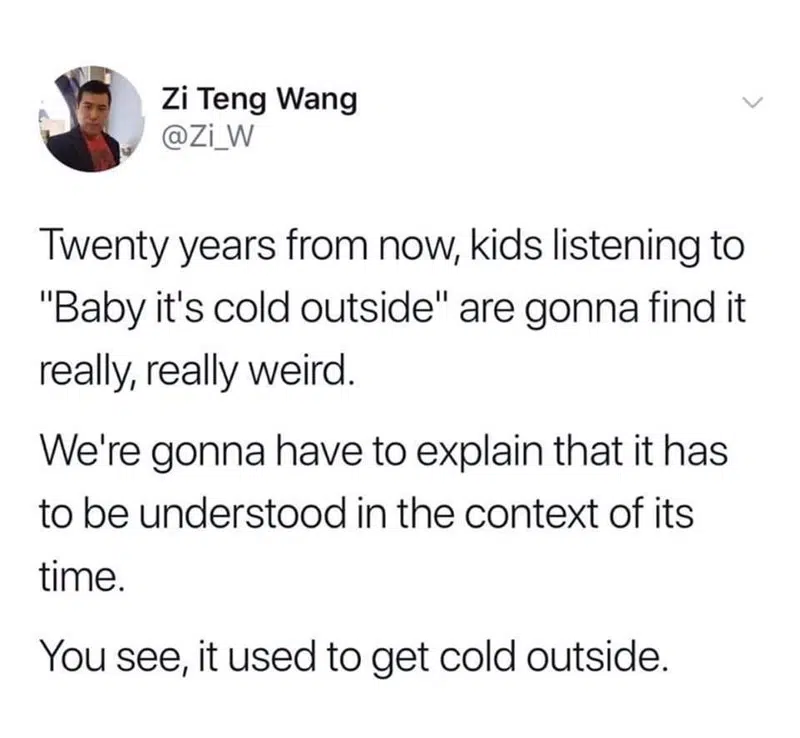 Zi Teng Wang
@Zi_W
Twenty years from now, kids listening to
"Baby it's cold outside" are gonna find it
really, really weird.
We're gonna have to explain that it has
to be understood in the context of its
time.
You see, it used to get cold outside.